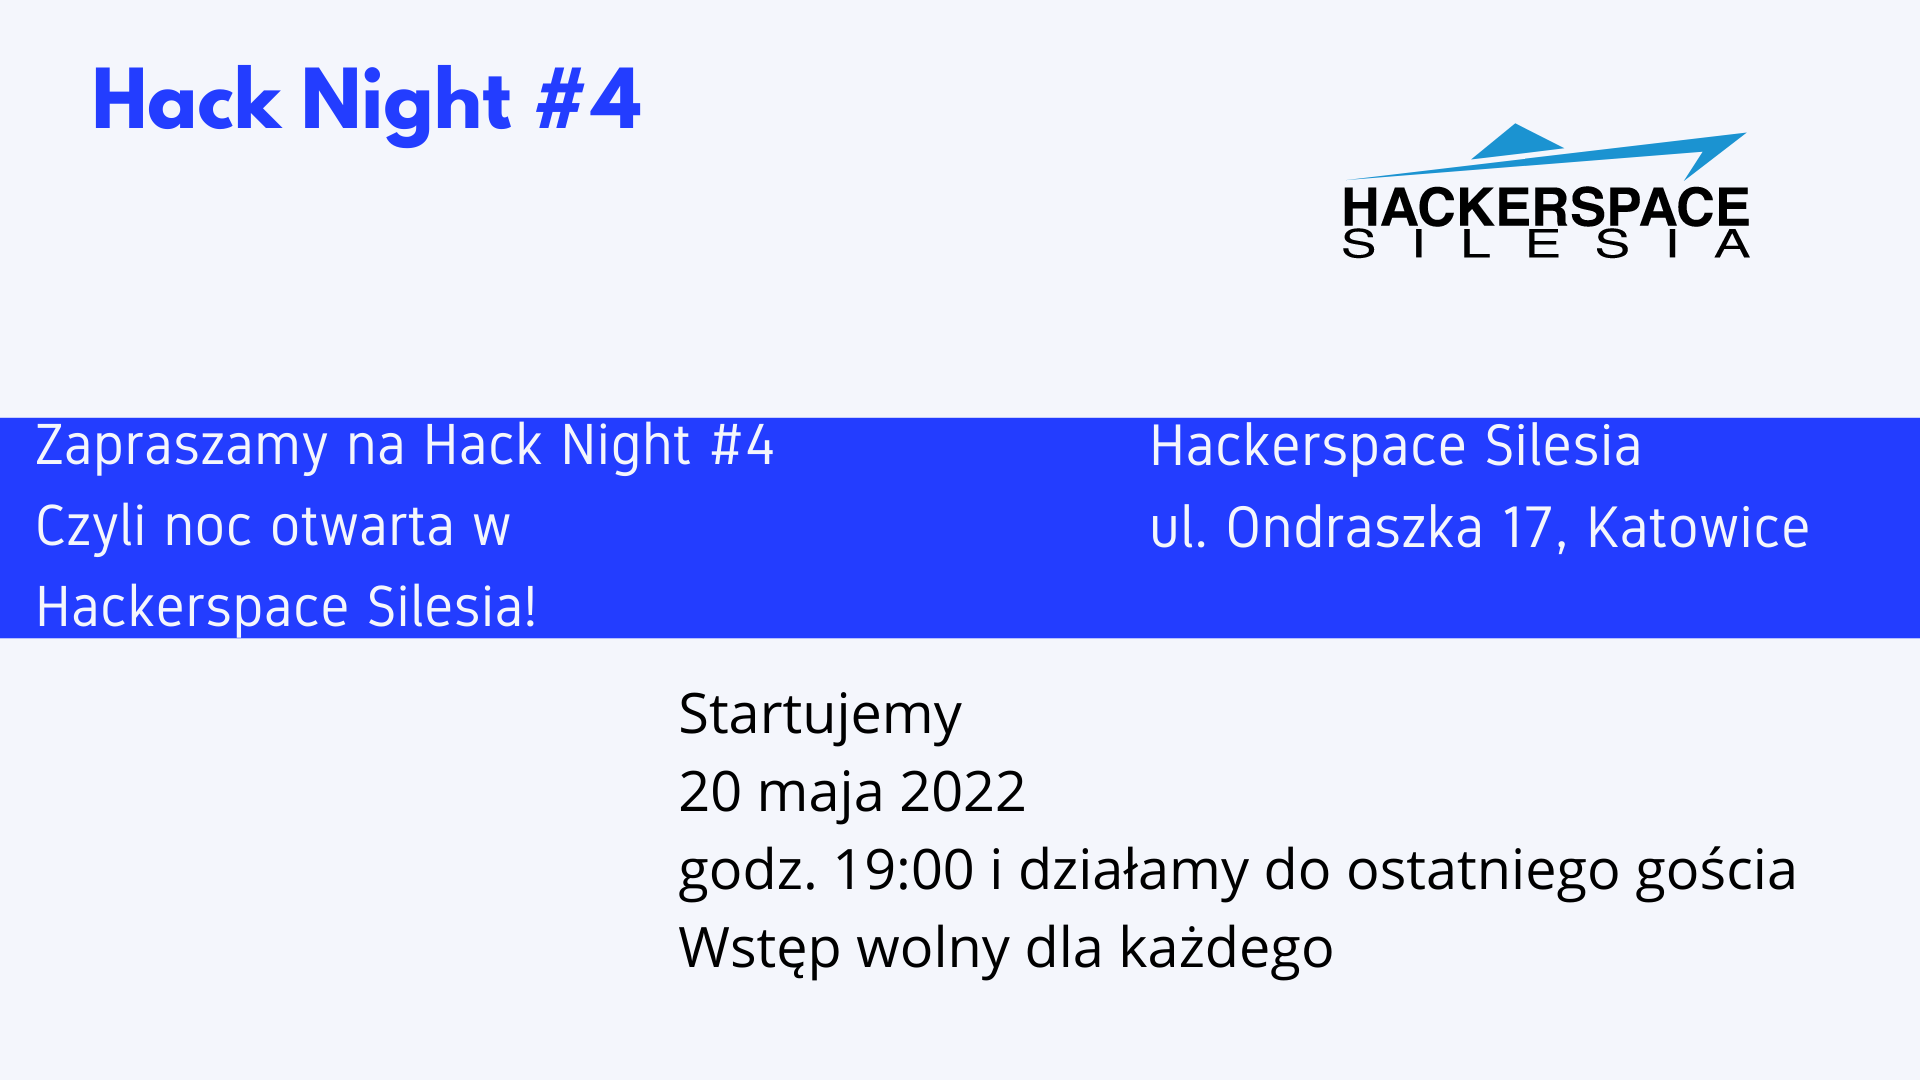 Hack Night #4
HACKERSPACE
SILESIA
Zapraszamy na Hack Night #4
Czyli noc otwarta w
Hackerspace Silesia!
Hackerspace Silesia
ul. Ondraszka 17, Katowice
Startujemy
20 maja 2022
godz. 19:00 i działamy do ostatniego gościa
Wstęp wolny dla każdego